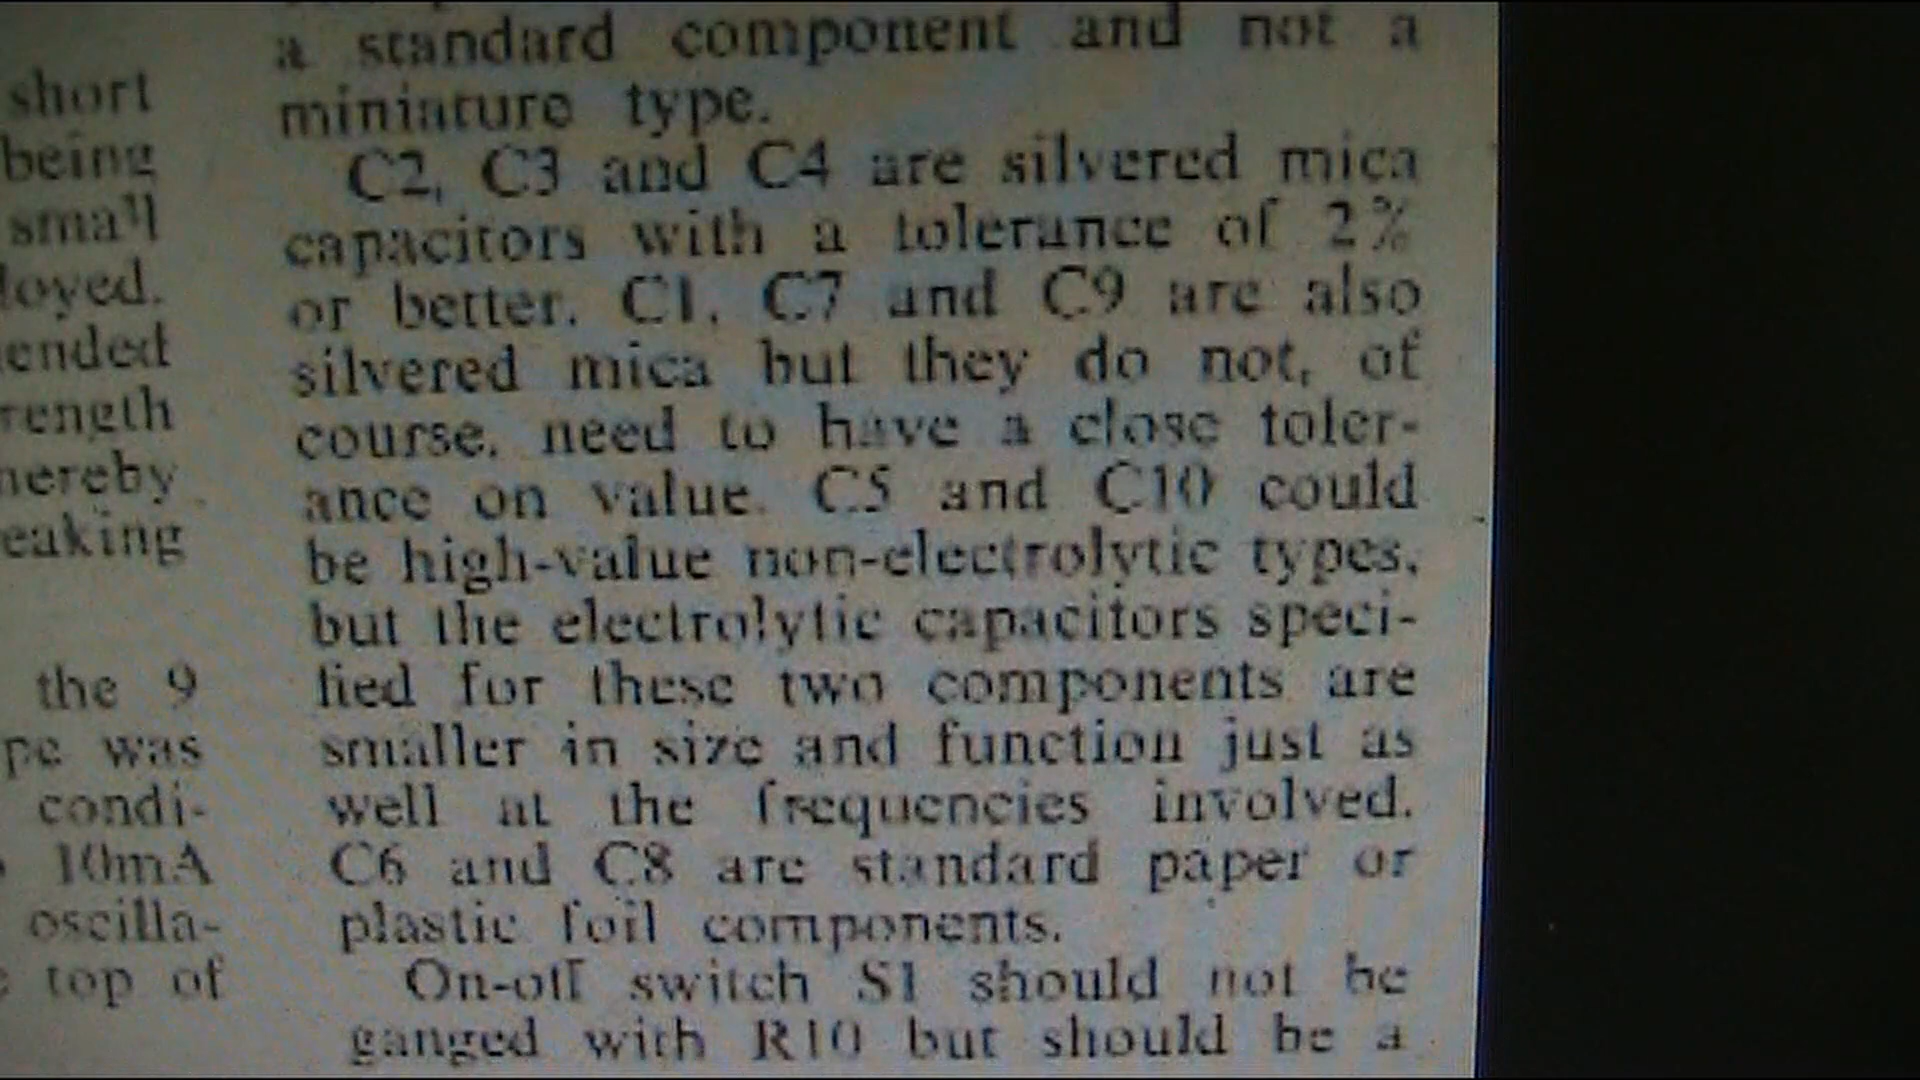 short
being
small
loyed.
ended
rength
hereby
eaking
the 9
pe was
condi-
10mA
oscilla-
top of
a standard component and not a
miniature type.
C2, C3 and C4 are silvered mica
capacitors with a tolerance of 2%
or better. C1, C7 and C9 are also
silvered mica but they do not, of
course, need to have a close toler-
ance on value. C5 and C10 could
be high-value non-electrolytic types,
but the electrolytic capacitors speci-
fied for these two components are
smaller in size and function just as
well at the frequencies involved.
C6 and C8 are standard paper or
plastic foil components.
On-off switch S1 should not be
ganged with R10 but should be a